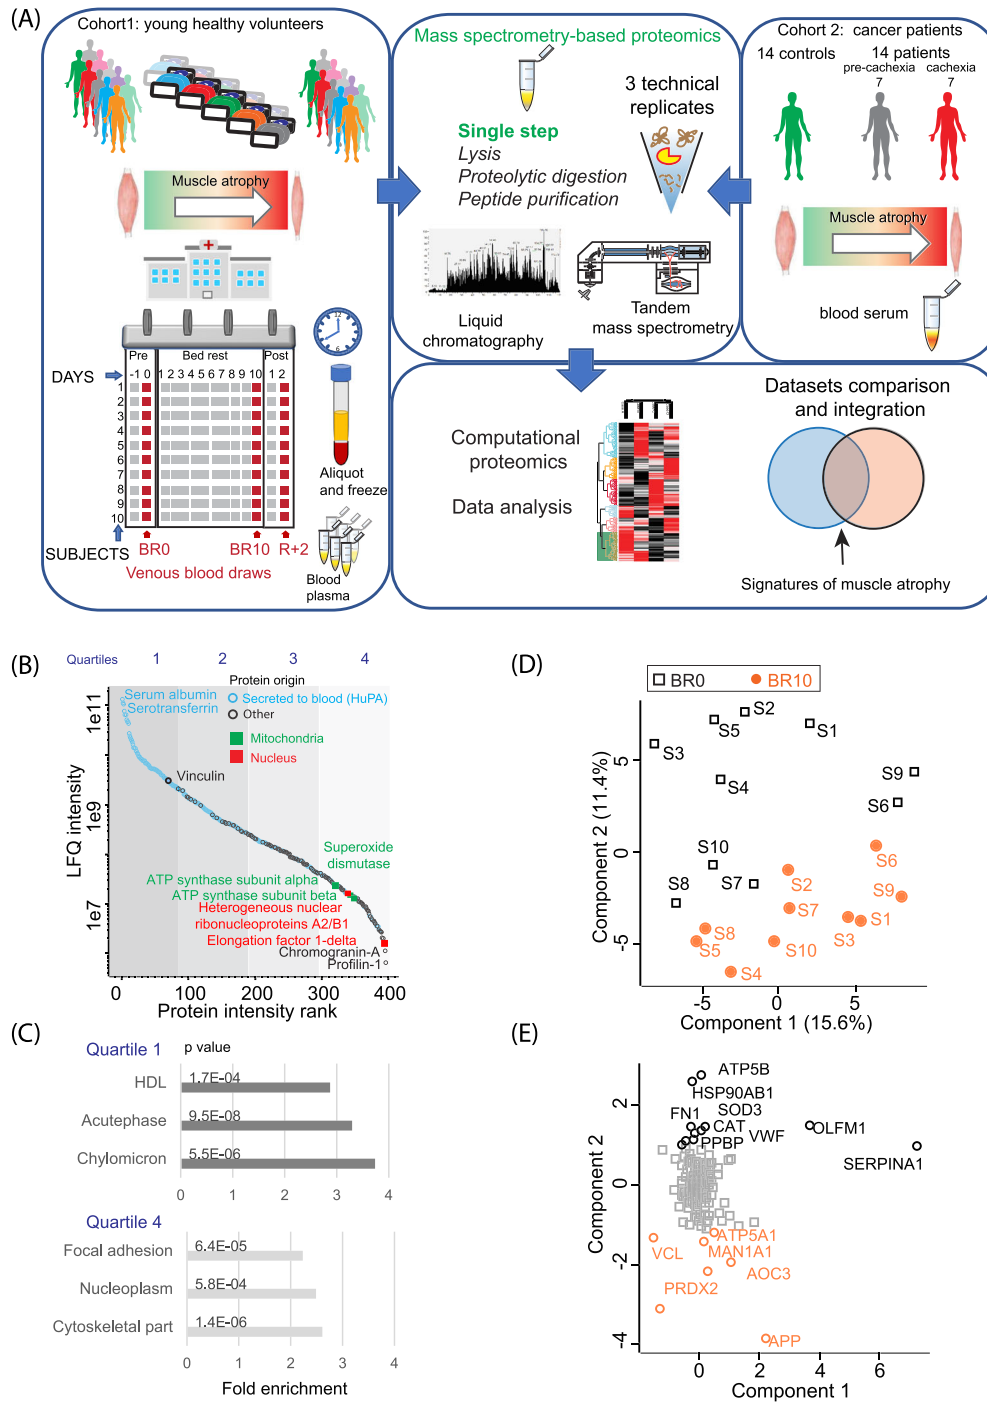 (A)
Cohort1: young healthy volunteers
Muscle atrophy
12
6
Pre
Bed rest
Post
DAYS
-1 0 1 2 3 4 5 6 7 8 9 10 1 2
1
2
3
4
5
6
7
8
9
10
SUBJECTS
BR0
BR10
R+2
Venous blood draws
Aliquot
and freeze
Blood
plasma
Mass spectrometry-based proteomics
Single step
Lysis
Proteolytic digestion
Peptide purification
3 technical
replicates
Liquid
chromatography
Tandem
mass spectrometry
Cohort 2: cancer patients
14 controls
14 patients
pre-cachexia
cachexia
7
7
Muscle atrophy
blood serum
Computational
proteomics
Data analysis
Datasets comparison
and integration
Signatures of muscle atrophy
(B)
Quartiles 1 2 3 4
Protein origin
Secreted to blood (HuPA)
Other
Mitochondria
Nucleus
Serum albumin
Serotransferrin
Vinculin
Superoxide
dismutase
ATP synthase subunit alpha
ATP synthase subunit beta
Heterogeneous nuclear
ribonucleoproteins A2/B1
Elongation factor 1-delta
Chromogranin-A
Profilin-1
LFQ intensity
1e11
1e9
1e7
0 100 200 300 400
Protein intensity rank
(C)
Quartile 1
p value
HDL
1.7E-04
Acutephase
9.5E-08
Chylomicron
5.5E-06
0 1 2 3 4
Quartile 4
Focal adhesion
6.4E-05
Nucleoplasm
5.8E-04
Cytoskeletal part
1.4E-06
0 1 2 3 4
Fold enrichment
(D)
BR0
BR10
S2
S5
S1
S3
S4
S9
S6
S10
S7
S8
S6
S2
S9
S7
S8
S3
S1
S5
S10
S4
Component 2 (11.4%)
5
0
-5
-5 0 5
Component 1 (15.6%)
(E)
ATP5B
HSP90AB1
SOD3
FN1
CAT
VWF
PPBP
OLFM1
SERPINA1
ATP5A1
VCL
MAN1A1
AOC3
PRDX2
APP
Component 2
2
0
-2
-4
0 2 4 6
Component 1